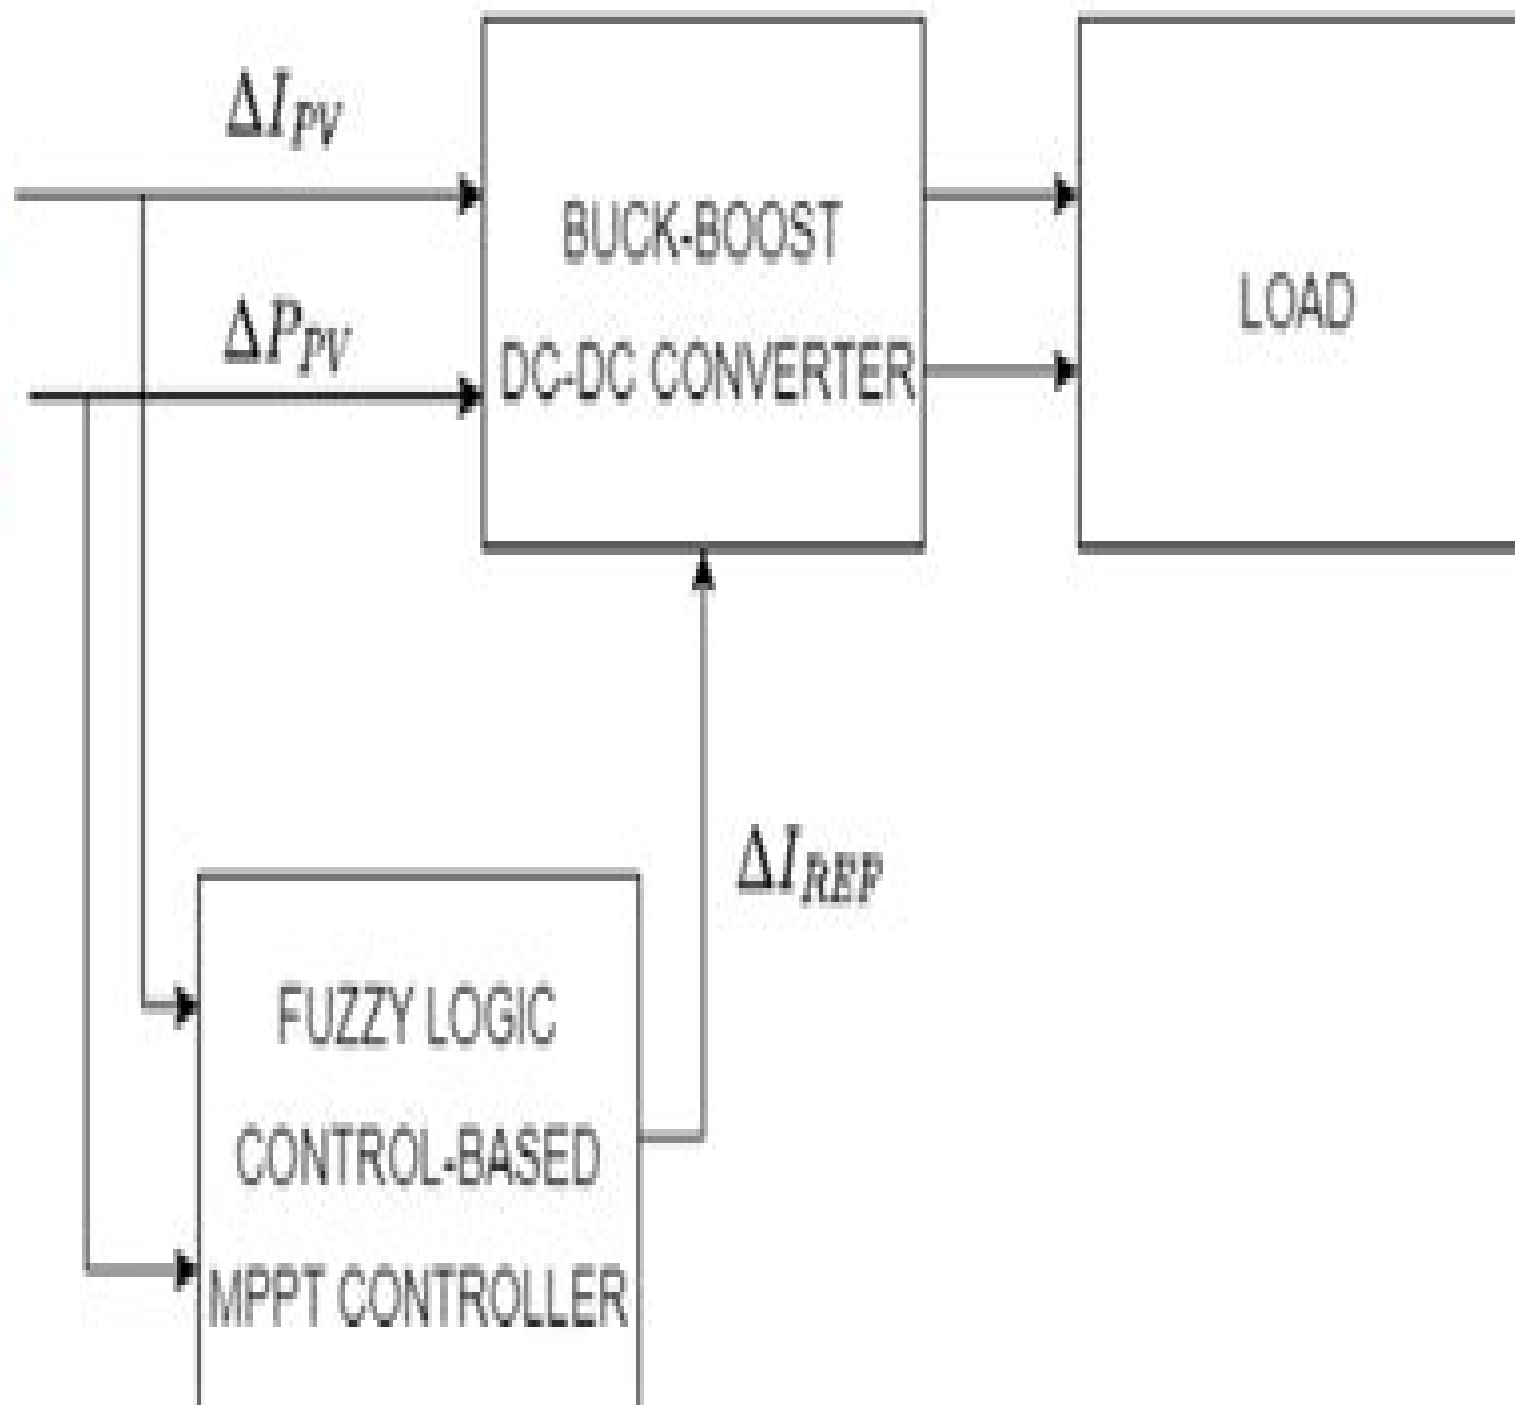 ΔI_PV
BUCK-BOOST
DC-DC CONVERTER
LOAD
ΔP_PV
ΔI_REF
FUZZY LOGIC
CONTROL-BASED
MPPT CONTROLLER